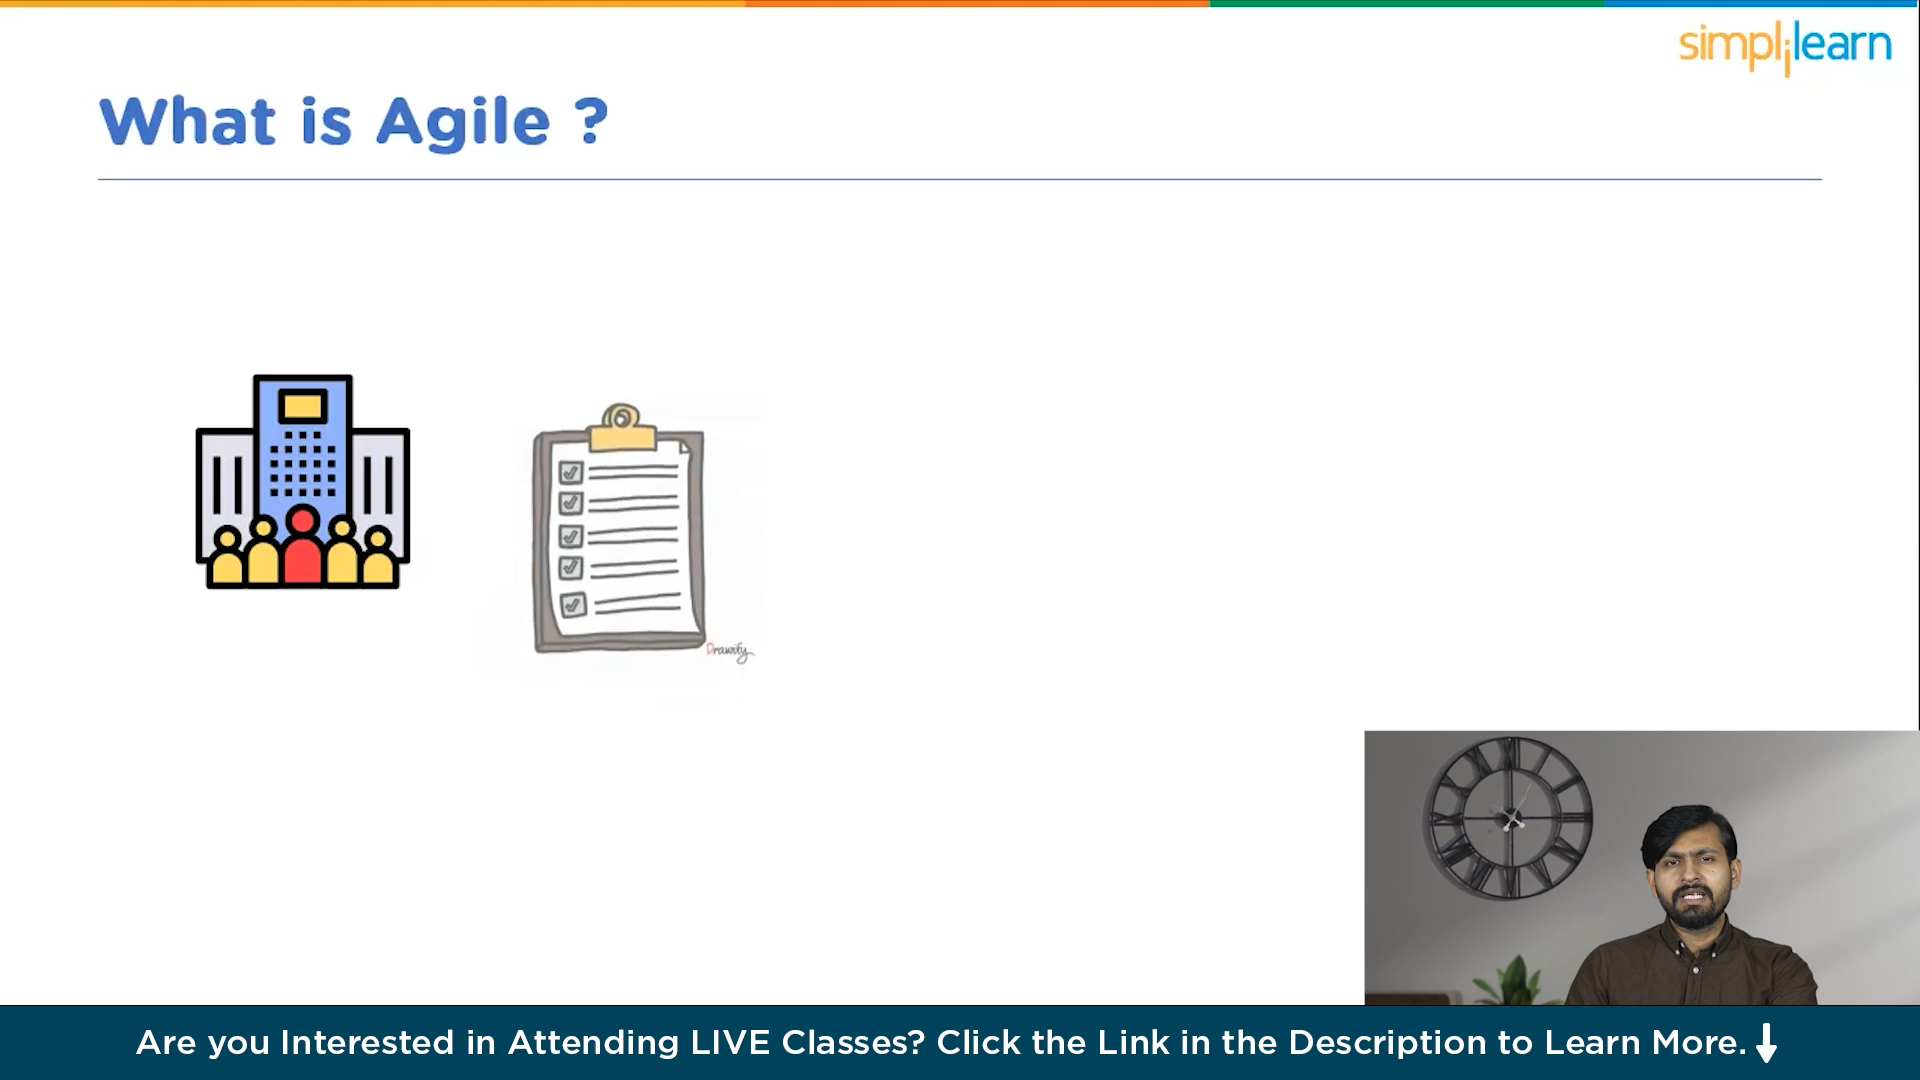 simplilearn
What is Agile ?
Drawify
Are you Interested in Attending LIVE Classes? Click the Link in the Description to Learn More.